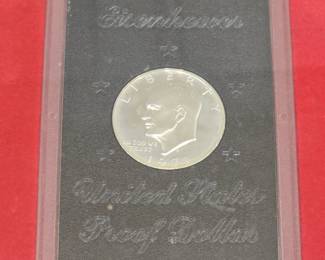 Eisenhower
LIBERTY
IN GOD WE
TRUST
United States
Proof Dollar